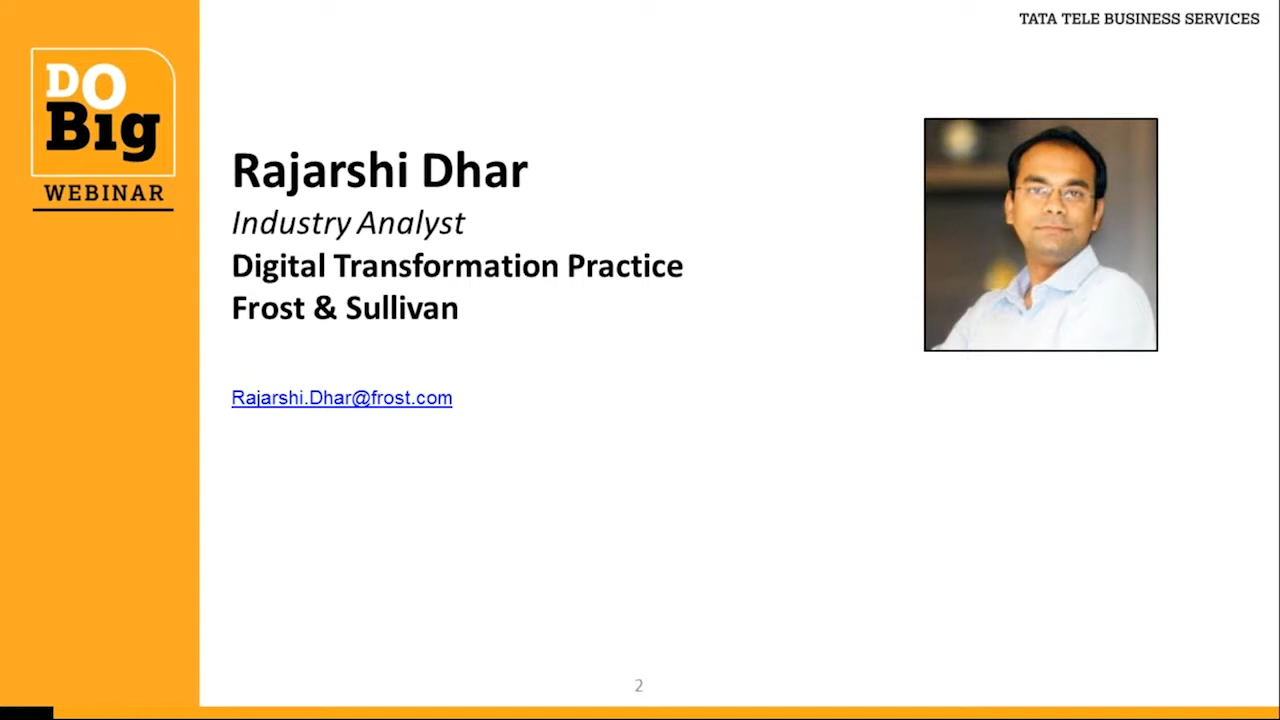 TATA TELE BUSINESS SERVICES
DO
Big
WEBINAR
Rajarshi Dhar
Industry Analyst
Digital Transformation Practice
Frost & Sullivan
Rajarshi.Dhar@frost.com
2